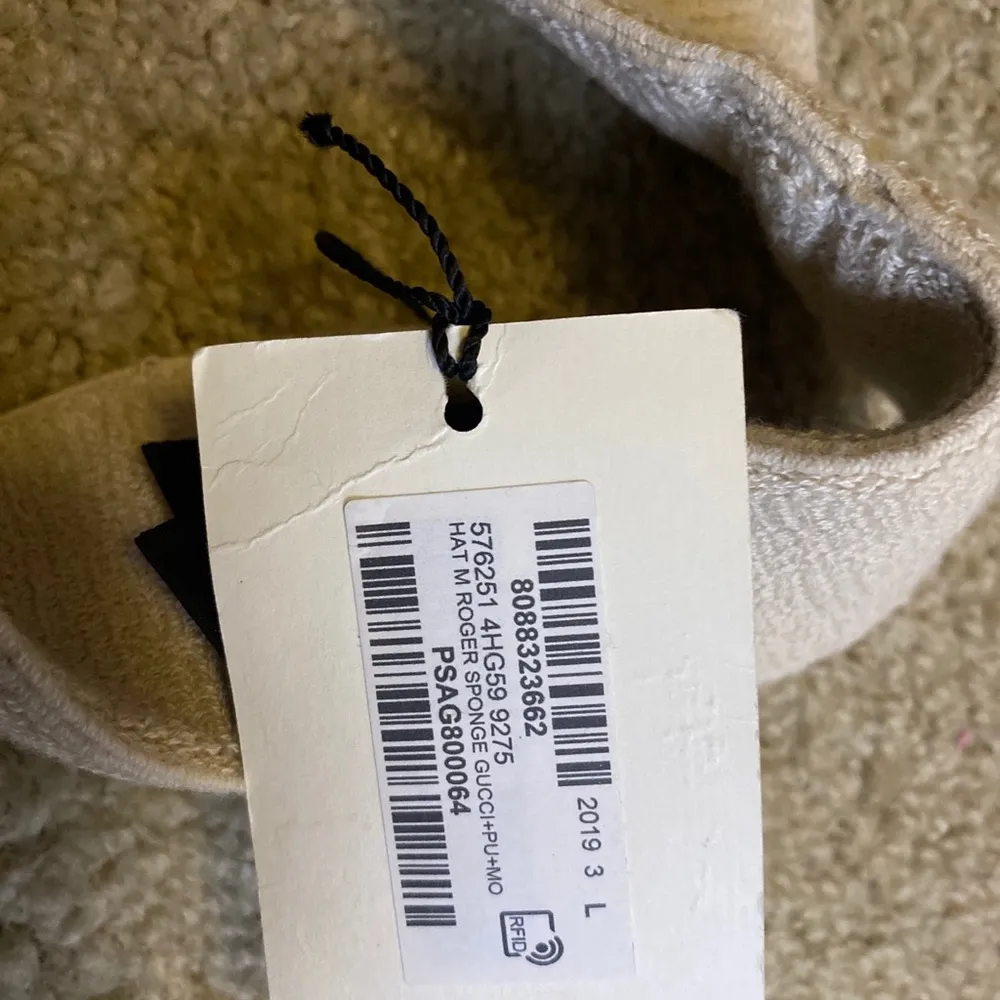 2019 3 L
8088323662
576251 4HG59 9275
HAT M ROGER SPONGE GUCCI+PU+MO
PSAG800064
RFID